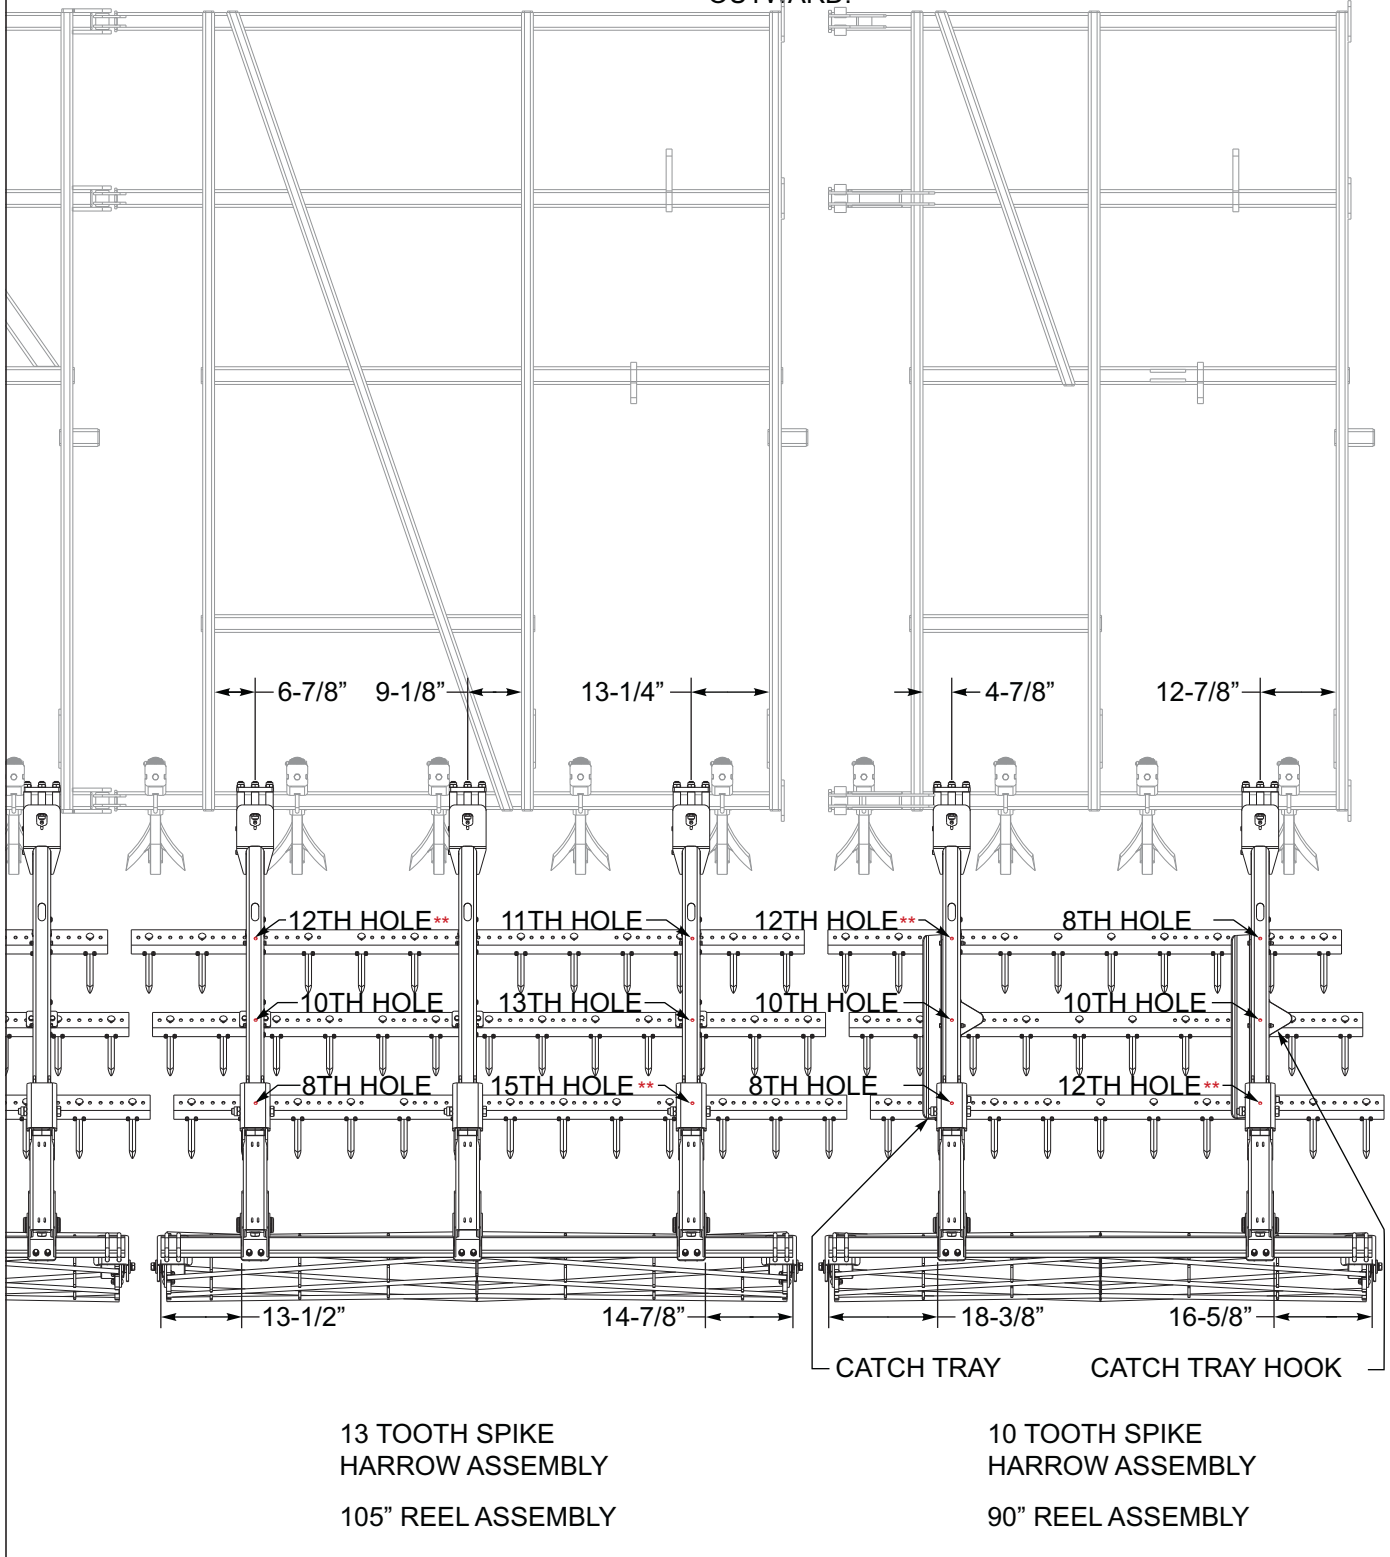 OUTWARD.
6-7/8” 9-1/8” 13-1/4” 4-7/8” 12-7/8”
12TH HOLE** 11TH HOLE 12TH HOLE** 8TH HOLE
10TH HOLE 13TH HOLE 10TH HOLE 10TH HOLE
8TH HOLE 15TH HOLE** 8TH HOLE 12TH HOLE**
13-1/2” 14-7/8” 18-3/8” 16-5/8”
CATCH TRAY CATCH TRAY HOOK
13 TOOTH SPIKE
HARROW ASSEMBLY
105” REEL ASSEMBLY
10 TOOTH SPIKE
HARROW ASSEMBLY
90” REEL ASSEMBLY